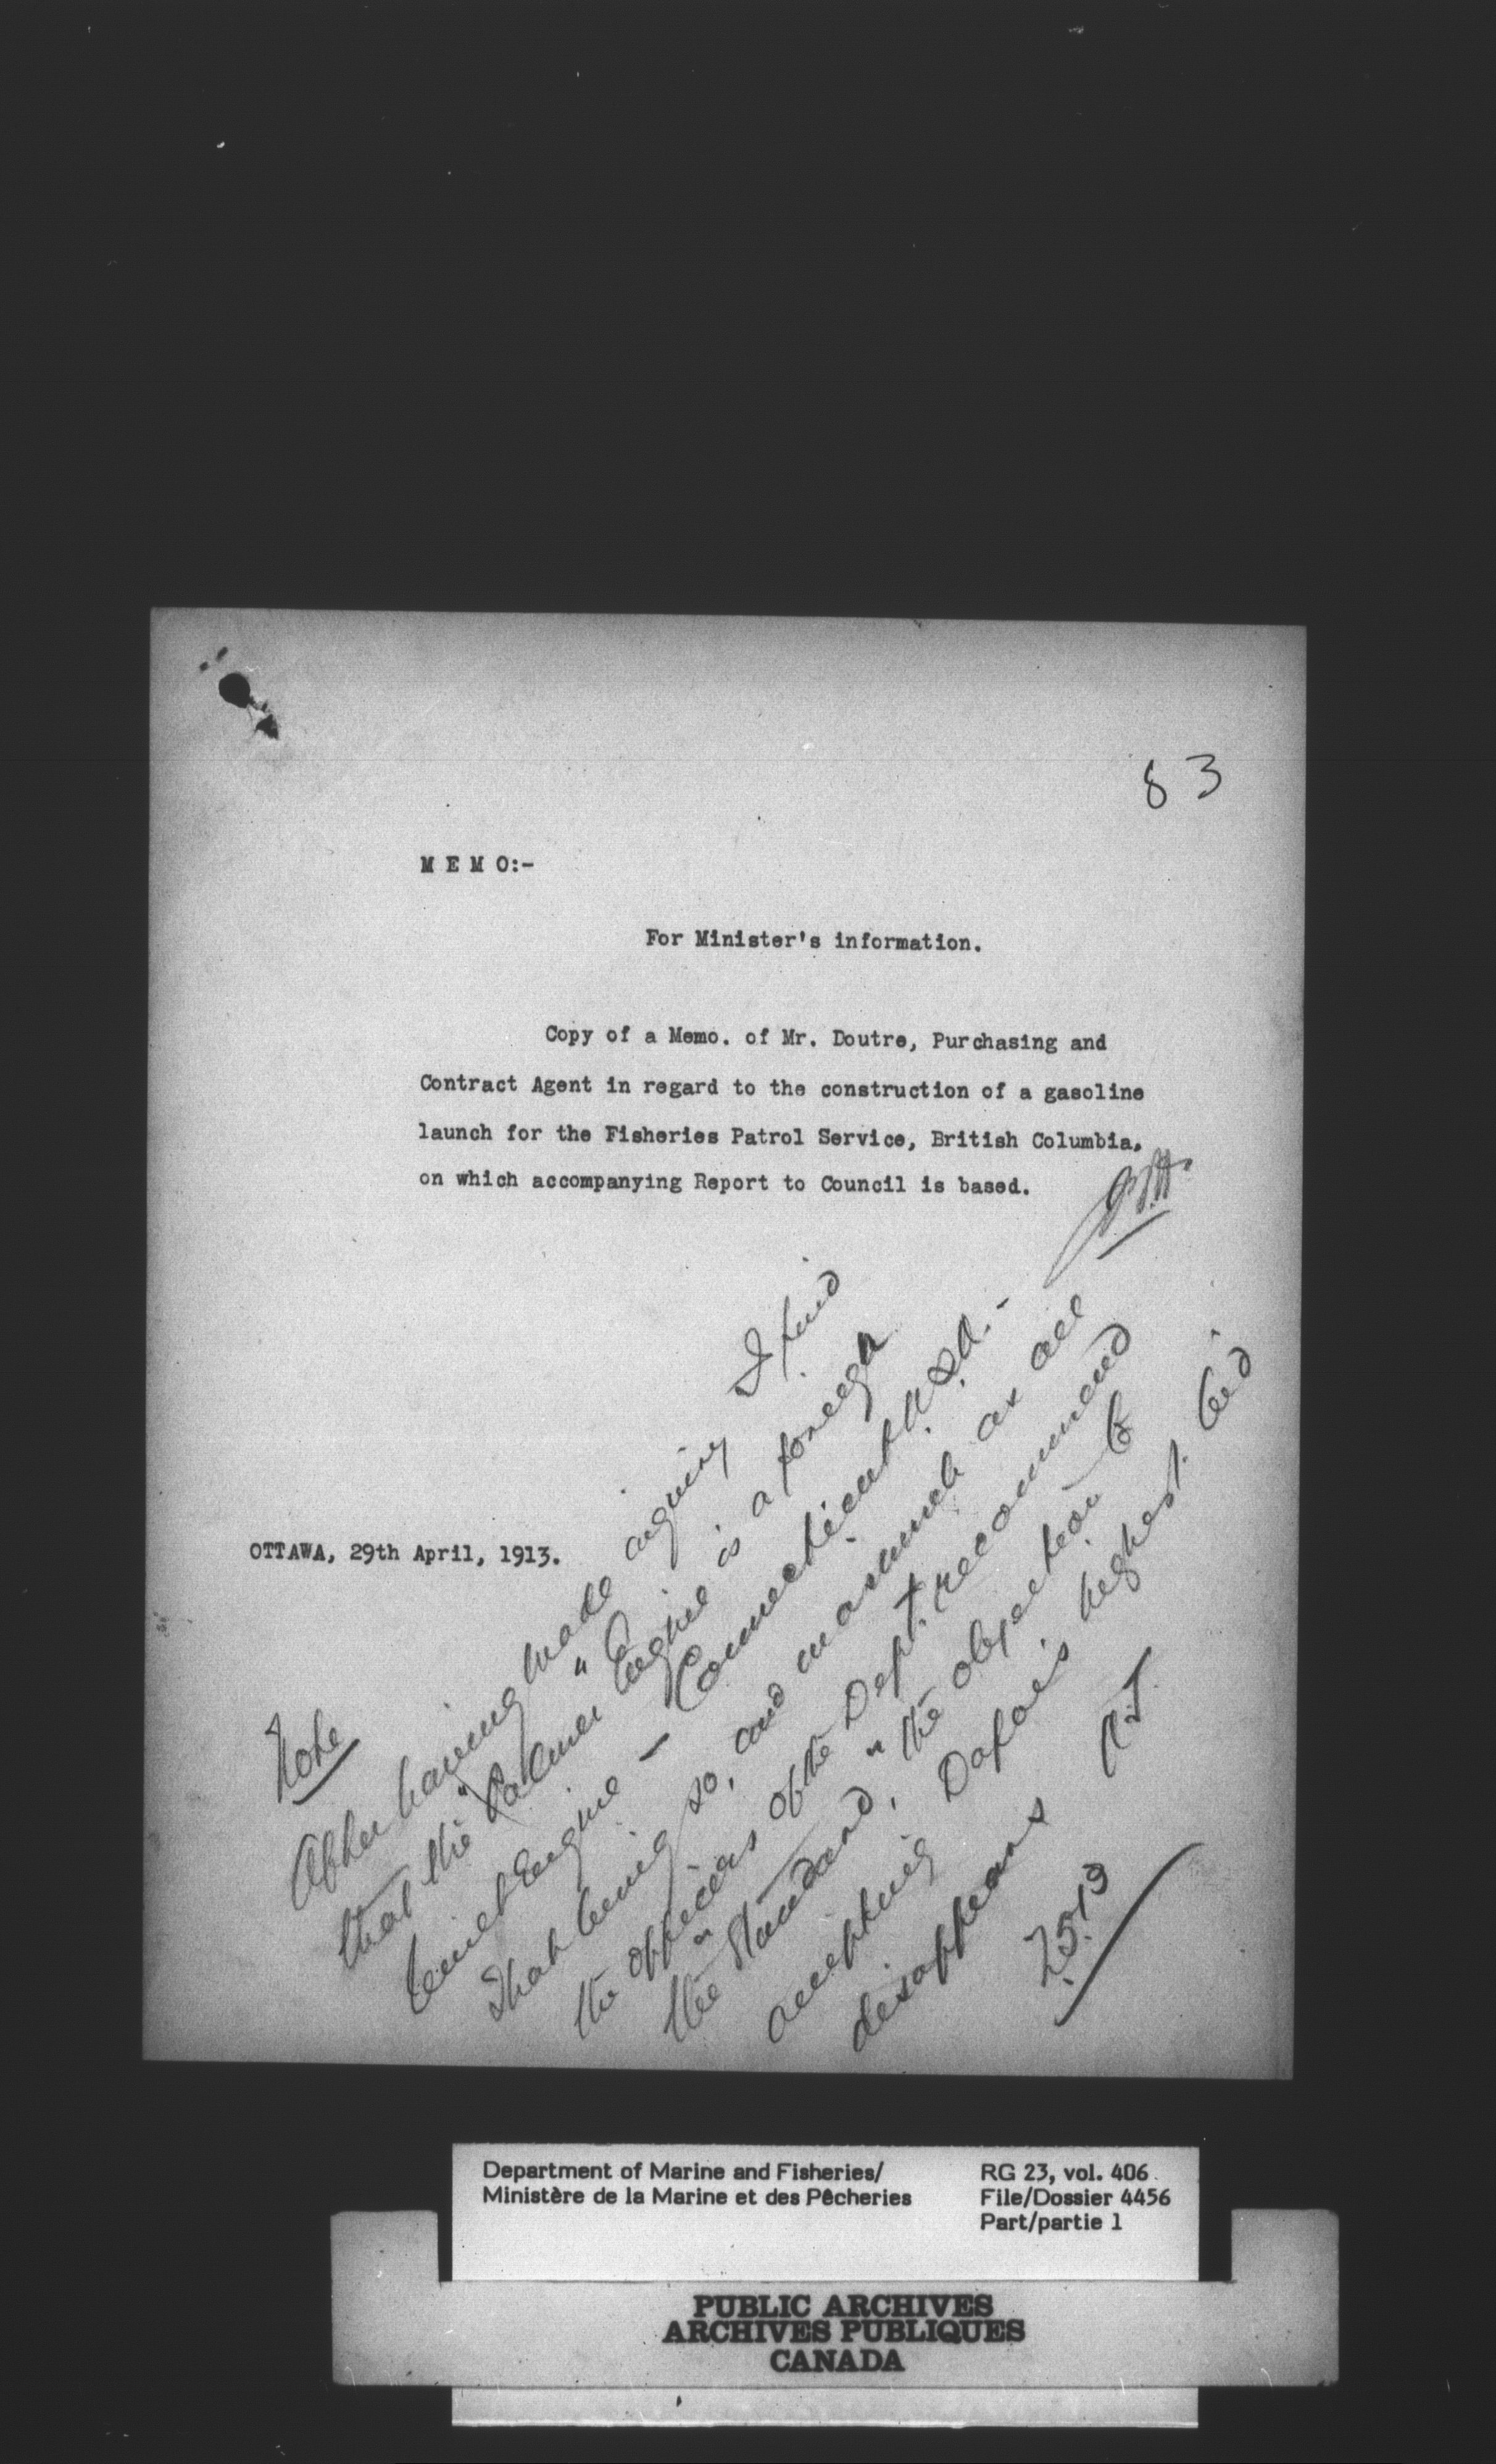 83
M E M O:-
For Minister's information.
Copy of a Memo. of Mr. Doutre, Purchasing and
Contract Agent in regard to the construction of a gasoline
launch for the Fisheries Patrol Service, British Columbia,
on which accompanying Report to Council is based.
OTTAWA, 29th April, 1913.
Note
After having made enquiry I find
that the "Palmer" Engine is a foreign
built Engine — Connecticut U.S.A. -
That being so, and inasmuch as all
the officers of the Dept. recommend
the "Standard", the objection to
accepting Dafoe's highest bid
disappears
2.5.13
Department of Marine and Fisheries/
Ministère de la Marine et des Pêcheries
RG 23, vol. 406
File/Dossier 4456
Part/partie 1
PUBLIC ARCHIVES
ARCHIVES PUBLIQUES
CANADA